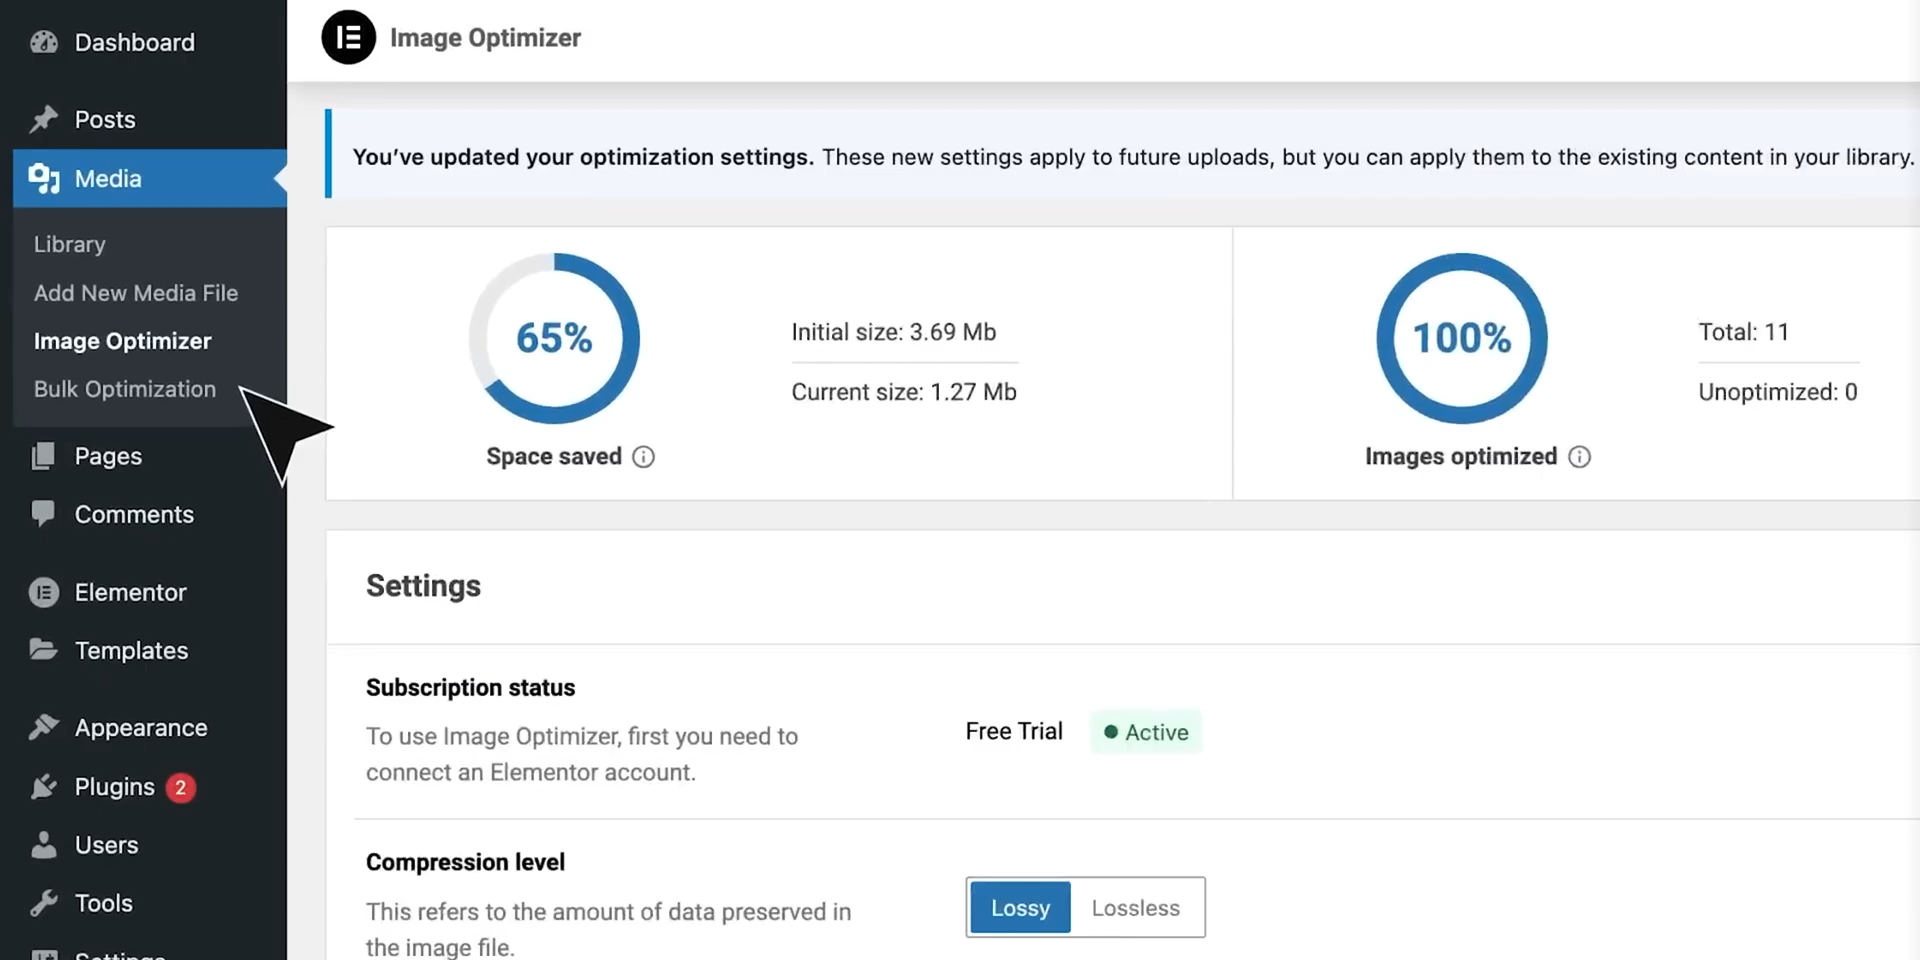 Dashboard
Posts
Media
Library
Add New Media File
Image Optimizer
Bulk Optimization
Pages
Comments
Elementor
Templates
Appearance
Plugins 2
Users
Tools
Settings
Image Optimizer
You’ve updated your optimization settings. These new settings apply to future uploads, but you can apply them to the existing content in your library.
65%
Space saved
Initial size: 3.69 Mb
Current size: 1.27 Mb
100%
Images optimized
Total: 11
Unoptimized: 0
Settings
Subscription status
To use Image Optimizer, first you need to
connect an Elementor account.
Free Trial
Active
Compression level
This refers to the amount of data preserved in
the image file.
Lossy
Lossless